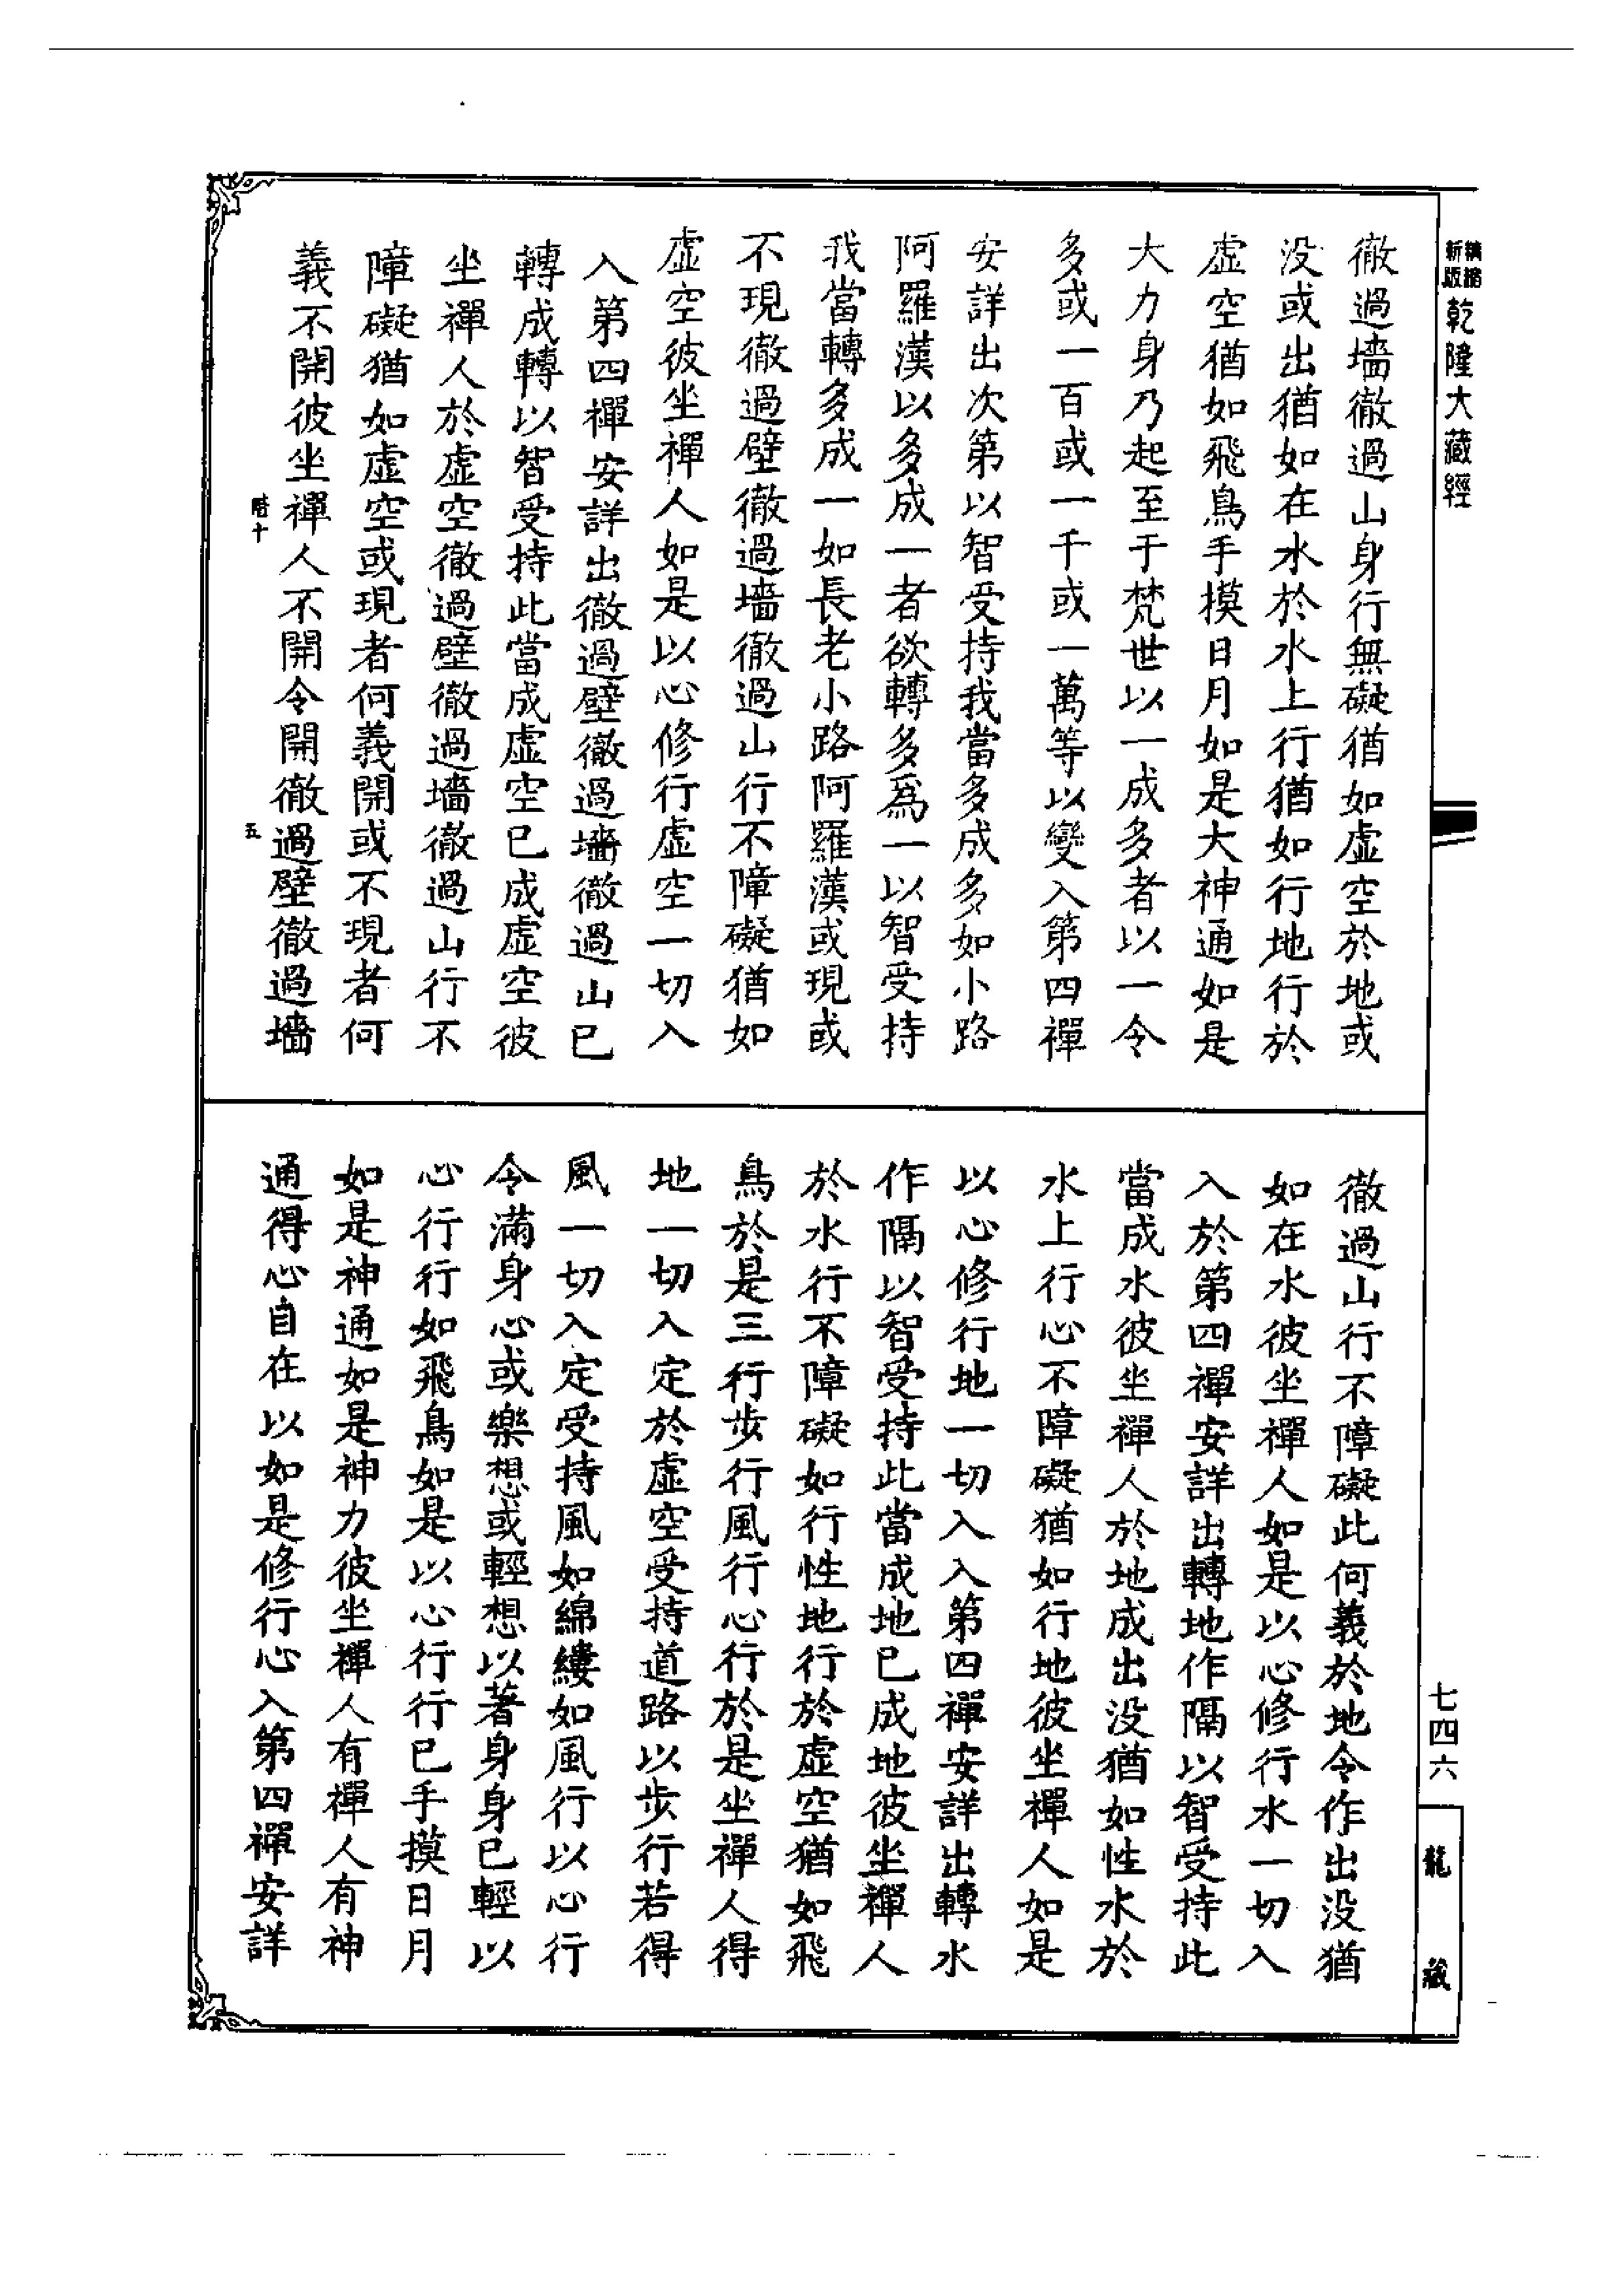 精縮新版乾隆大藏經
徹過墻徹過山身行無礙猶如虛空於地或
没或出猶如在水於水上行猶如行地行於
虛空猶如飛鳥手摸日月如是大神通如是
大力身乃起至于梵世以一成多者以一令
多或一百或一千或一萬等以變入第四禪
安詳出次第以智受持我當多成多如小路
阿羅漢以多成一者欲轉多爲一以智受持
我當轉多成一如長老小路阿羅漢或現或
不現徹過壁徹過墻徹過山行不障礙猶如
虛空彼坐禪人如是以心修行虛空一切入
入第四禪安詳出徹過壁徹過墻徹過山已
轉成轉以智受持此當成虛空已成虛空彼
坐禪人於虛空徹過壁徹過墻徹過山行不
障礙猶如虛空或現者何義開或不現者何
義不開彼坐禪人不開令開徹過壁徹過墻
十
五
徹過山行不障礙此何義於地令作出没猶
如在水彼坐禪人如是以心修行水一切入
入於第四禪安詳出轉地作隔以智受持此
當成水彼坐禪人於地成出没猶如性水於
水上行心不障礙猶如行地彼坐禪人如是
以心修行地一切入入第四禪安詳出轉水
作隔以智受持此當成地已成地彼坐禪人
於水行不障礙如行性地行於虛空猶如飛
鳥於是三行步行風行心行於是坐禪人得
地一切入定於虛空受持道路以步行若得
風一切入定受持風如綿縷如風行以心行
令滿身心或樂想或輕想以著身身已輕以
心行行如飛鳥如是以心行行已手摸日月
如是神通如是神力彼坐禪人有禪人有神
通得心自在以如是修行心入第四禪安詳
七四六
龍藏